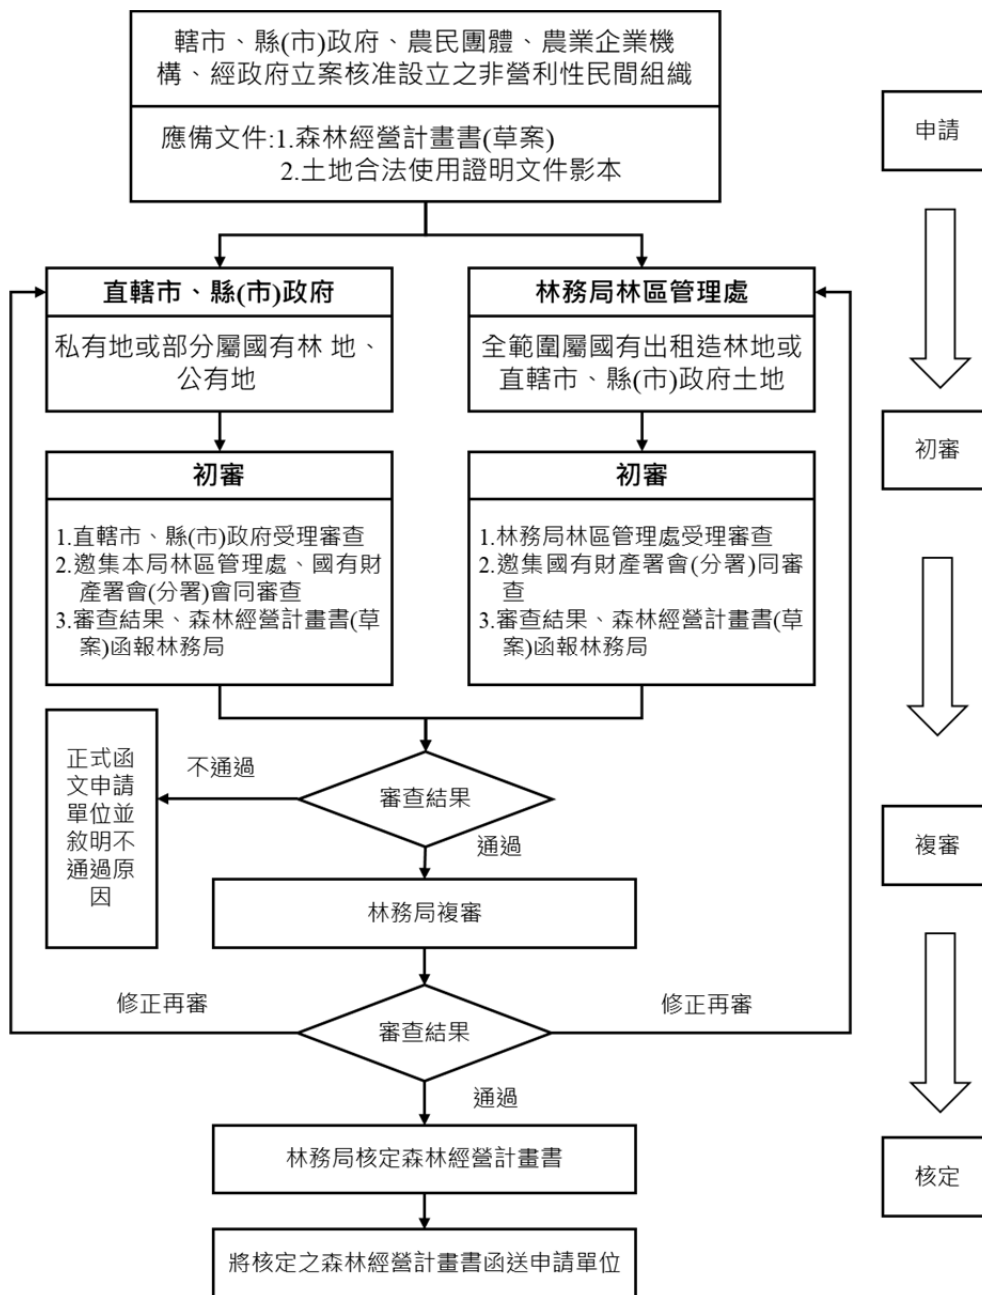 轄市、縣(市)政府、農民團體、農業企業機
構、經政府立案核准設立之非營利性民間組織
應備文件:1.森林經營計畫書(草案)
2.土地合法使用證明文件影本
申請
直轄市、縣(市)政府
私有地或部分屬國有林 地、
公有地
林務局林區管理處
全範圍屬國有出租造林地或
直轄市、縣(市)政府土地
初審
初審
1.直轄市、縣(市)政府受理審查
2.邀集本局林區管理處、國有財
產署會(分署)會同審查
3.審查結果、森林經營計畫書(草
案)函報林務局
初審
1.林務局林區管理處受理審查
2.邀集國有財產署會(分署)同審
查
3.審查結果、森林經營計畫書(草
案)函報林務局
正式函
文申請
單位並
敘明不
通過原
因
不通過
審查結果
通過
複審
林務局複審
修正再審
審查結果
修正再審
通過
林務局核定森林經營計畫書
核定
將核定之森林經營計畫書函送申請單位